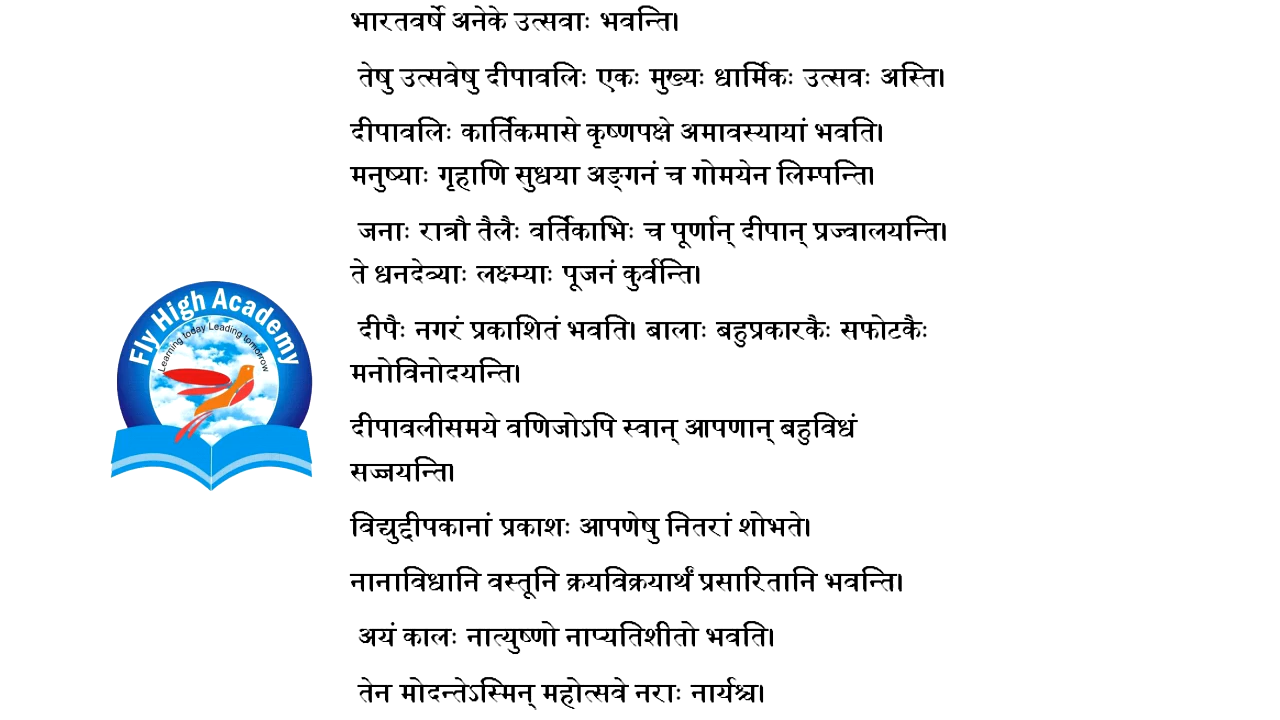 भारतवर्षे अनेके उत्सवाः भवन्ति।
तेषु उत्सवेषु दीपावलिः एकः मुख्यः धार्मिकः उत्सवः अस्ति।
दीपावलिः कार्तिकमासे कृष्णपक्षे अमावस्यायां भवति।
मनुष्याः गृहाणि सुधया अङ्गनं च गोमयेन लिम्पन्ति।
जनाः रात्रौ तैलैः वर्तिकाभिः च पूर्णान् दीपान् प्रज्वालयन्ति।
ते धनदेव्याः लक्ष्म्याः पूजनं कुर्वन्ति।
दीपैः नगरं प्रकाशितं भवति। बालाः बहुप्रकारकैः सफोटकैः
मनोविनोदयन्ति।
दीपावलीसमये वणिजोऽपि स्वान् आपणान् बहुविधं
सज्जयन्ति।
विद्युद्दीपकानां प्रकाशः आपणेषु नितरां शोभते।
नानाविधानि वस्तूनि क्रयविक्रयार्थं प्रसारितानि भवन्ति।
अयं कालः नात्युष्णो नाप्यतिशीतो भवति।
तेन मोदन्तेऽस्मिन् महोत्सवे नराः नार्यश्च।
Fly High Academy
Learning today Leading tomorrow